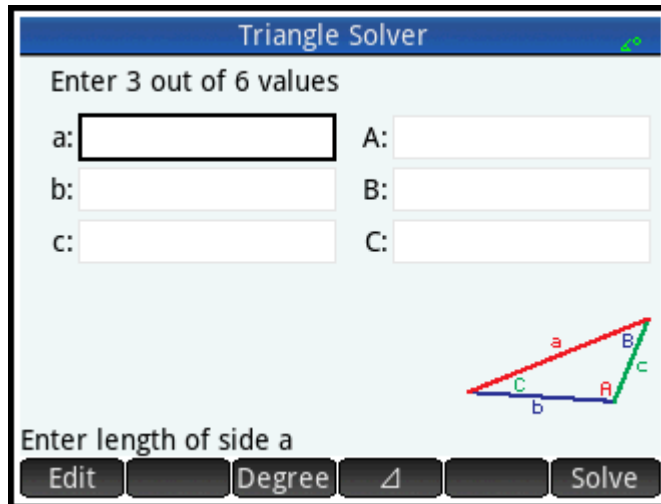 Triangle Solver
Enter 3 out of 6 values
a: A:
b: B:
c: C:
a B
c
C A
b
Enter length of side a
Edit Degree Solve